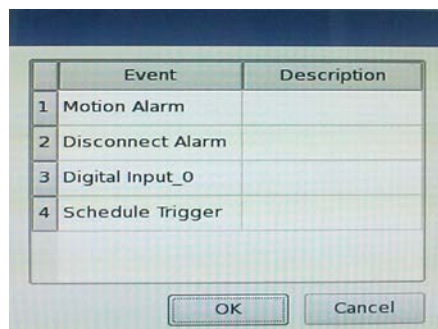 Event Description
1 Motion Alarm
2 Disconnect Alarm
3 Digital Input_0
4 Schedule Trigger
OK Cancel